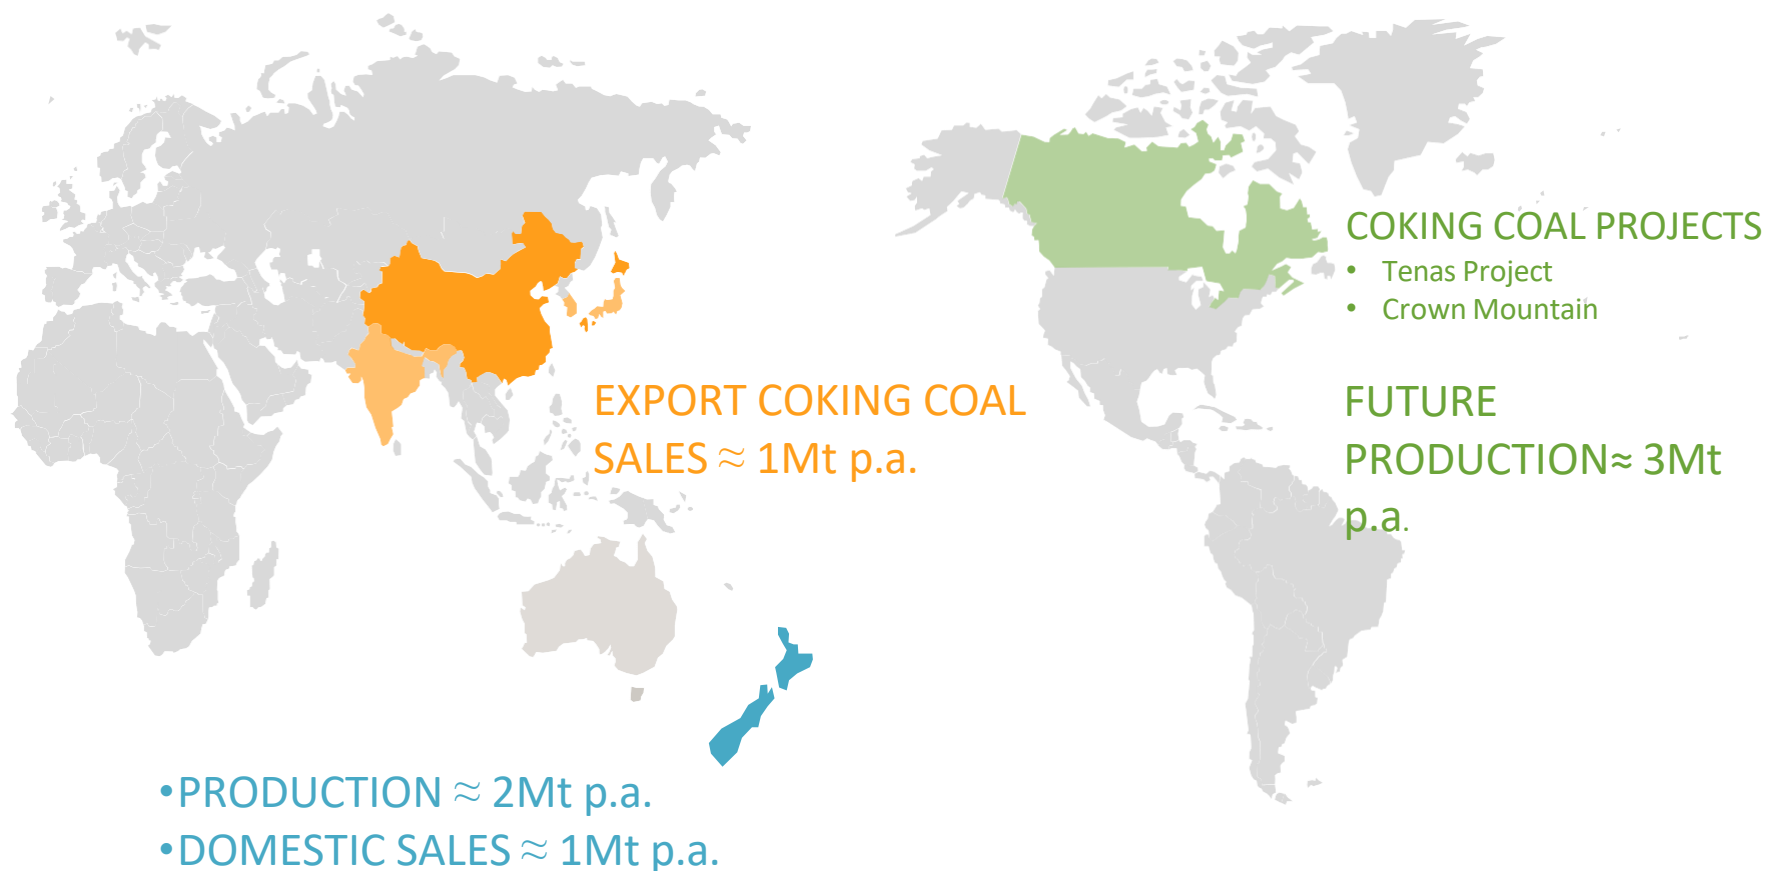 COKING COAL PROJECTS
• Tenas Project
• Crown Mountain
EXPORT COKING COAL
SALES ≈ 1Mt p.a.
FUTURE
PRODUCTION≈ 3Mt
p.a.
•PRODUCTION ≈ 2Mt p.a.
•DOMESTIC SALES ≈ 1Mt p.a.